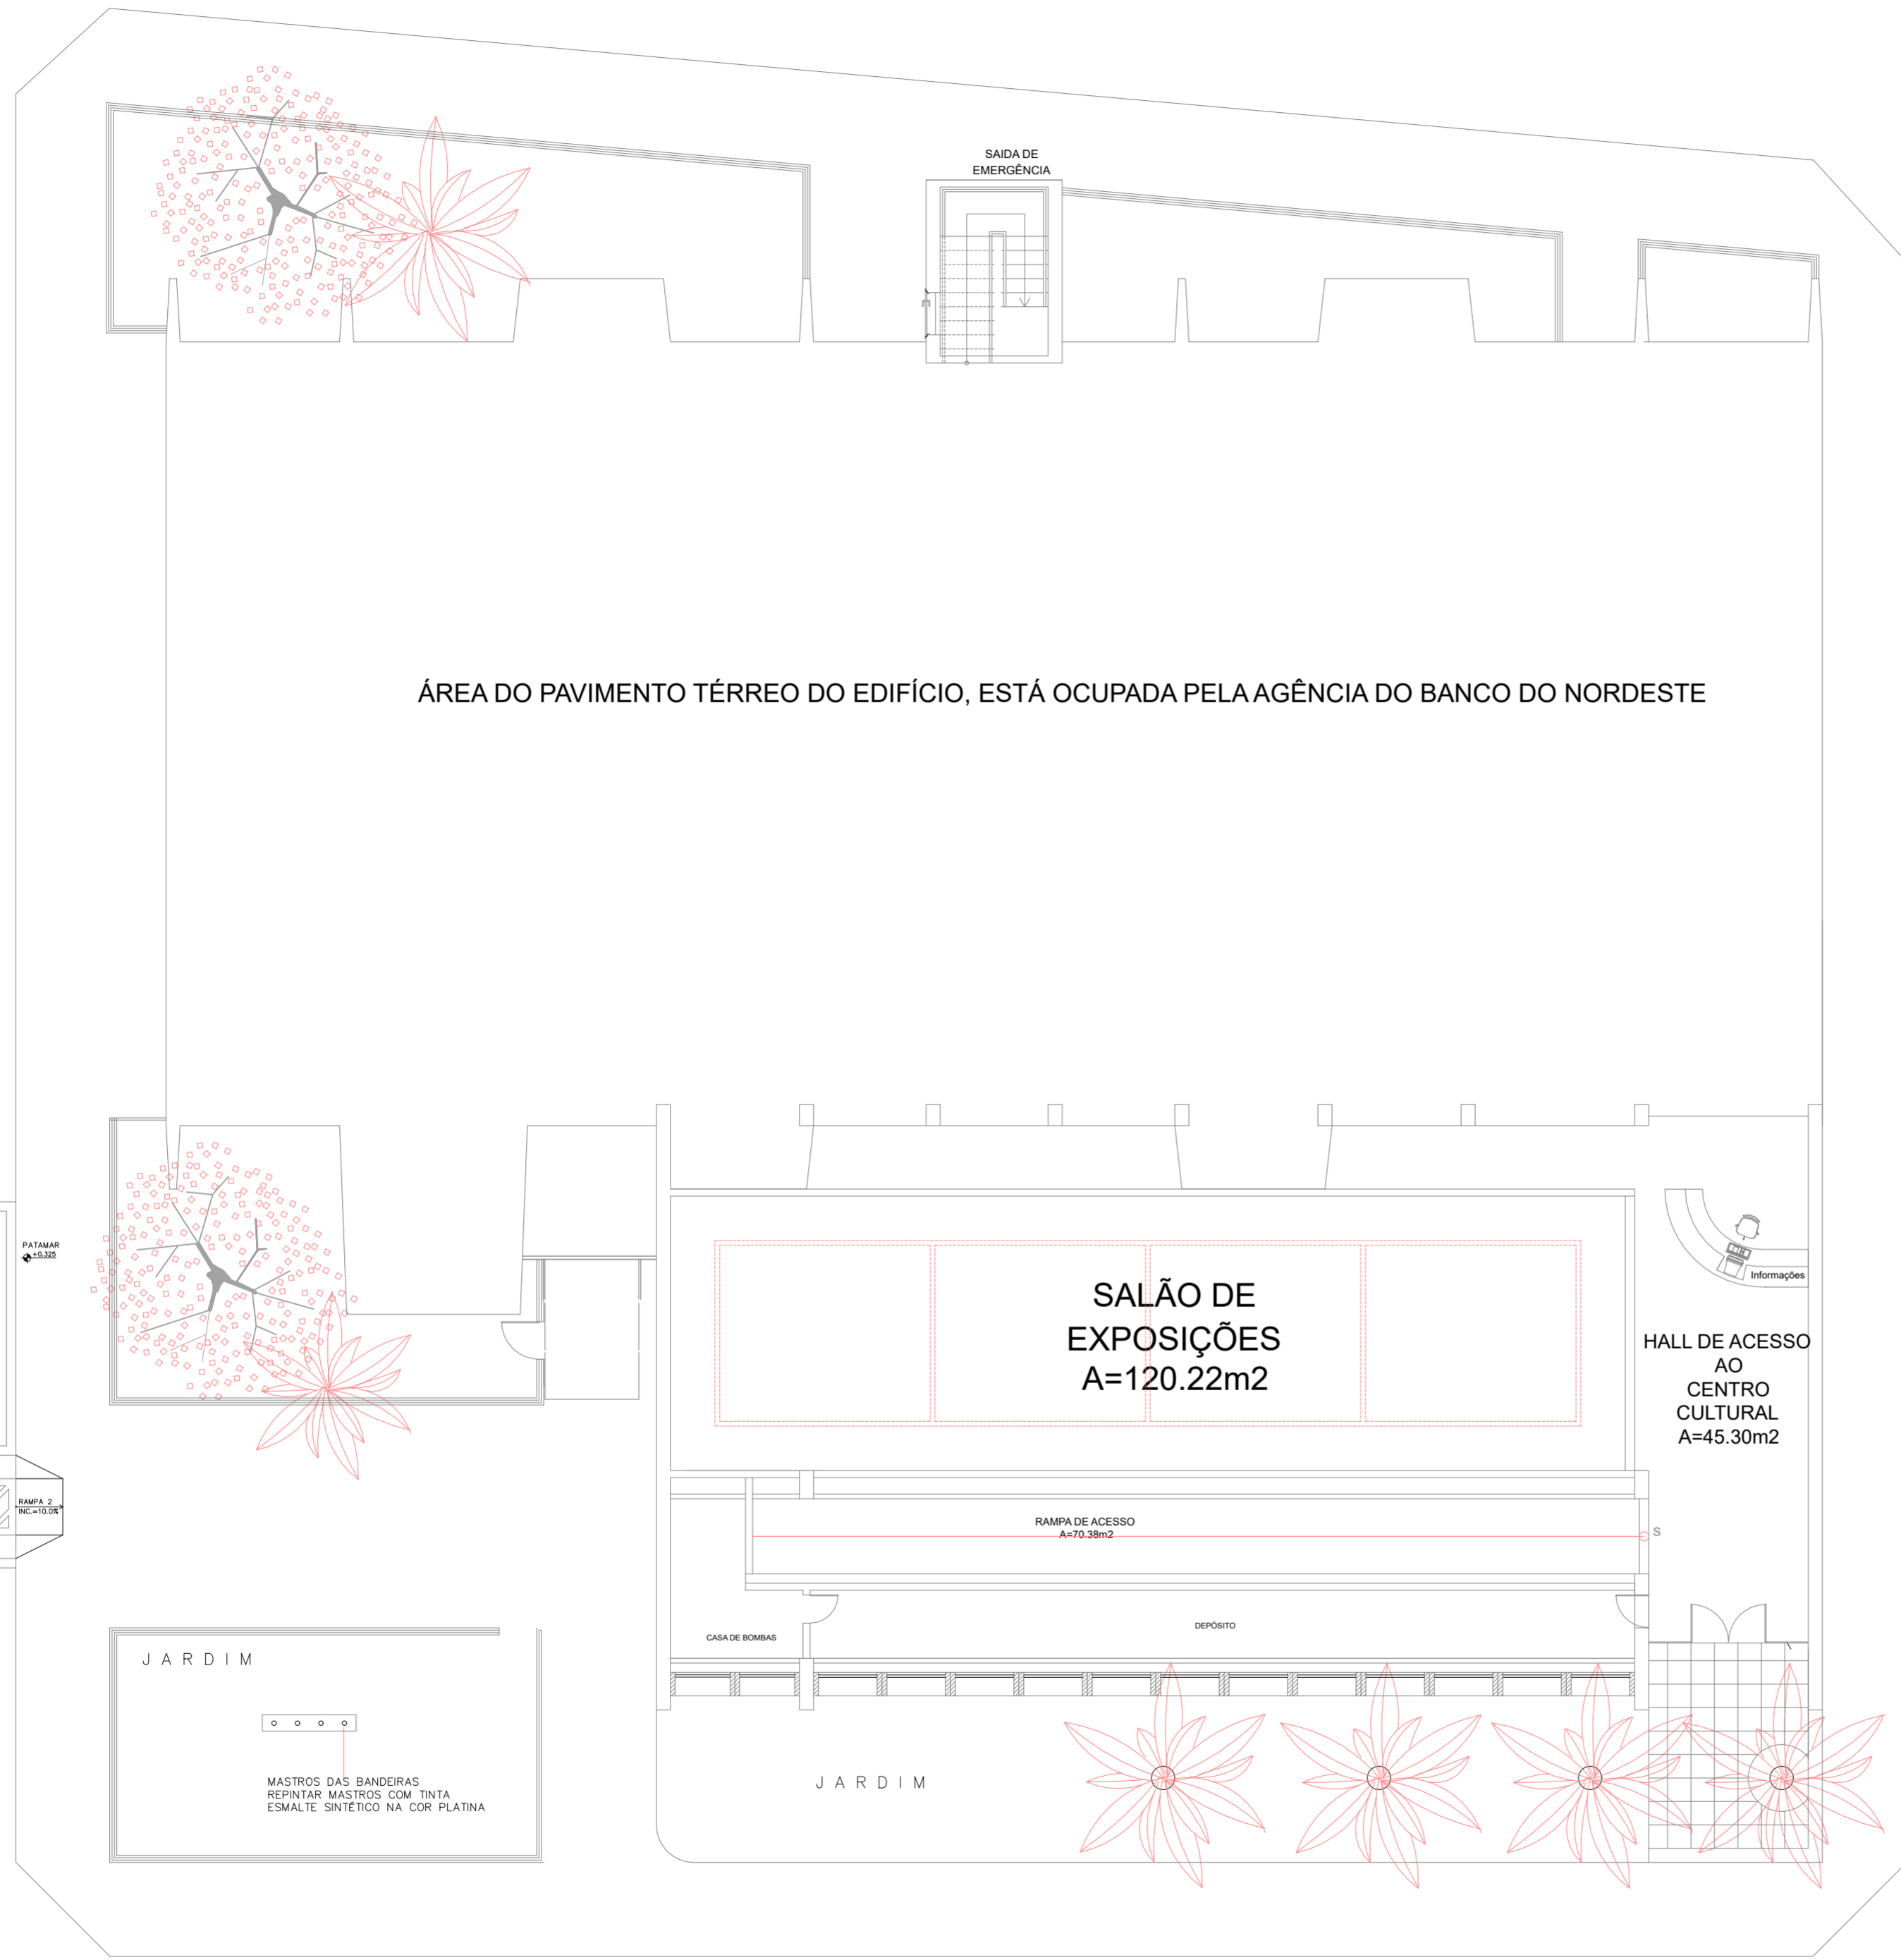 SAIDA DE
EMERGÊNCIA
ÁREA DO PAVIMENTO TÉRREO DO EDIFÍCIO, ESTÁ OCUPADA PELA AGÊNCIA DO BANCO DO NORDESTE
PATAMAR
+0.325
Informações
SALÃO DE
EXPOSIÇÕES
A=120.22m2
HALL DE ACESSO
AO
CENTRO
CULTURAL
A=45.30m2
RAMPA 2
INC.=10.0%
RAMPA DE ACESSO
A=70.38m2
S
DEPÓSITO
CASA DE BOMBAS
JARDIM
MASTROS DAS BANDEIRAS
REPINTAR MASTROS COM TINTA
ESMALTE SINTÉTICO NA COR PLATINA
JARDIM